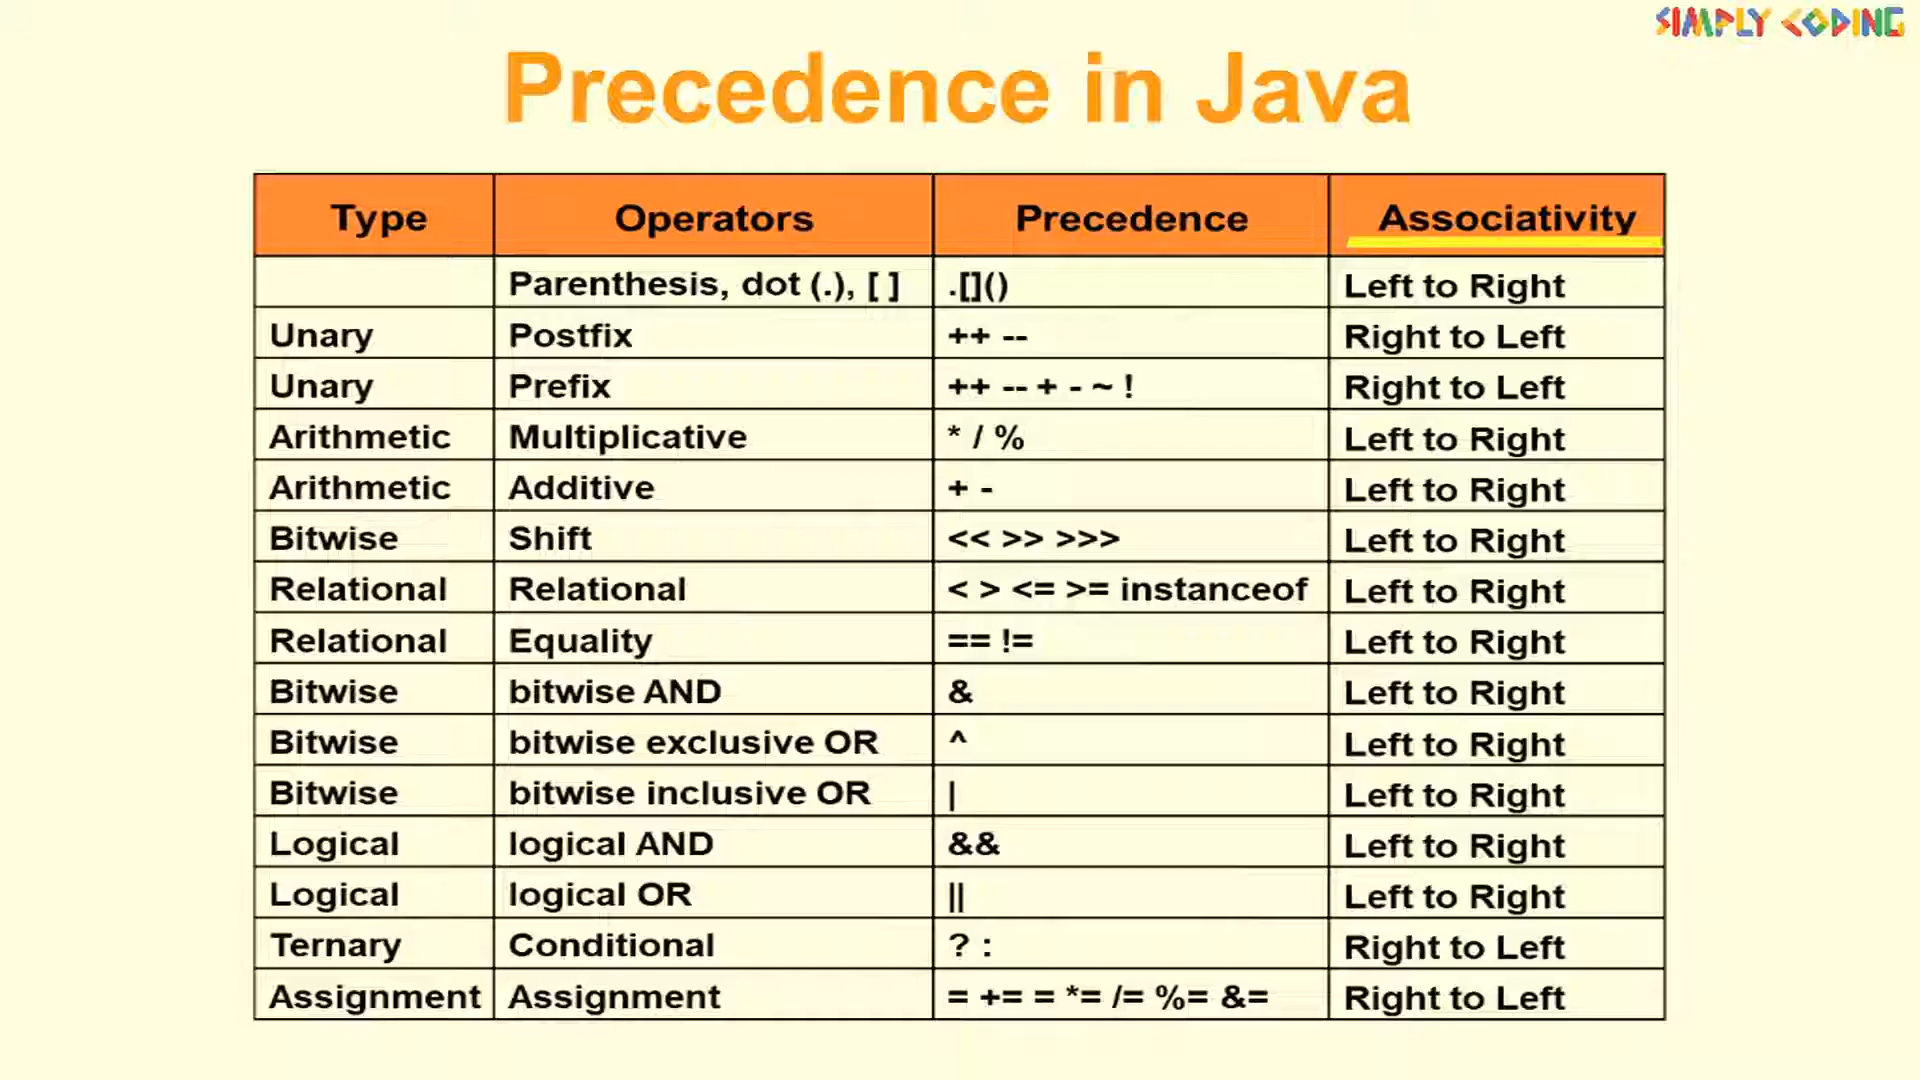 SIMPLY CODING
Precedence in Java
Type Operators Precedence Associativity
Parenthesis, dot (.), [ ] .[]() Left to Right
Unary Postfix ++ -- Right to Left
Unary Prefix ++ -- + - ~ ! Right to Left
Arithmetic Multiplicative * / % Left to Right
Arithmetic Additive + - Left to Right
Bitwise Shift << >> >>> Left to Right
Relational Relational < > <= >= instanceof Left to Right
Relational Equality == != Left to Right
Bitwise bitwise AND & Left to Right
Bitwise bitwise exclusive OR ^ Left to Right
Bitwise bitwise inclusive OR | Left to Right
Logical logical AND && Left to Right
Logical logical OR || Left to Right
Ternary Conditional ? : Right to Left
Assignment Assignment = += = *= /= %= &= Right to Left